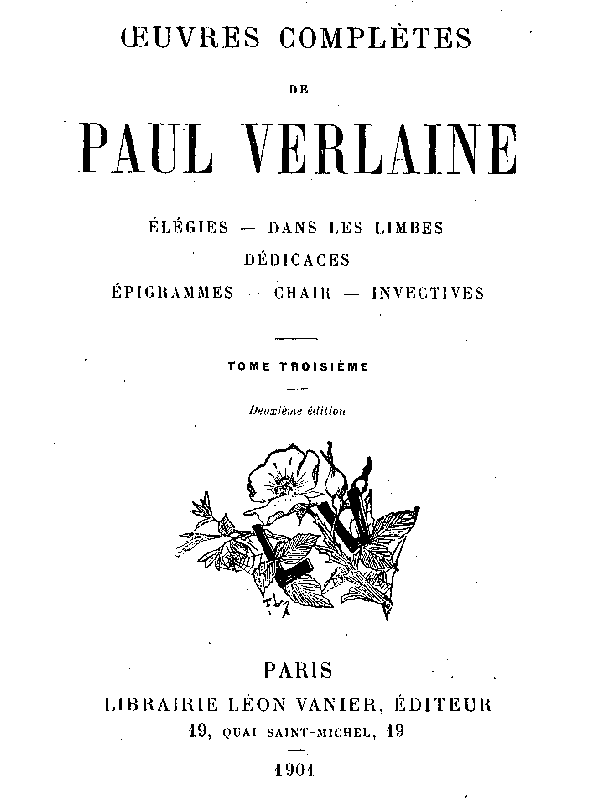 ŒUVRES COMPLÈTES
DE
PAUL VERLAINE
ÉLÉGIES — DANS LES LIMBES
DÉDICACES
ÉPIGRAMMES — CHAIR — INVECTIVES
TOME TROISIÈME
Deuxième édition
L V
PARIS
LIBRAIRIE LÉON VANIER, ÉDITEUR
19, QUAI SAINT-MICHEL, 19
1901